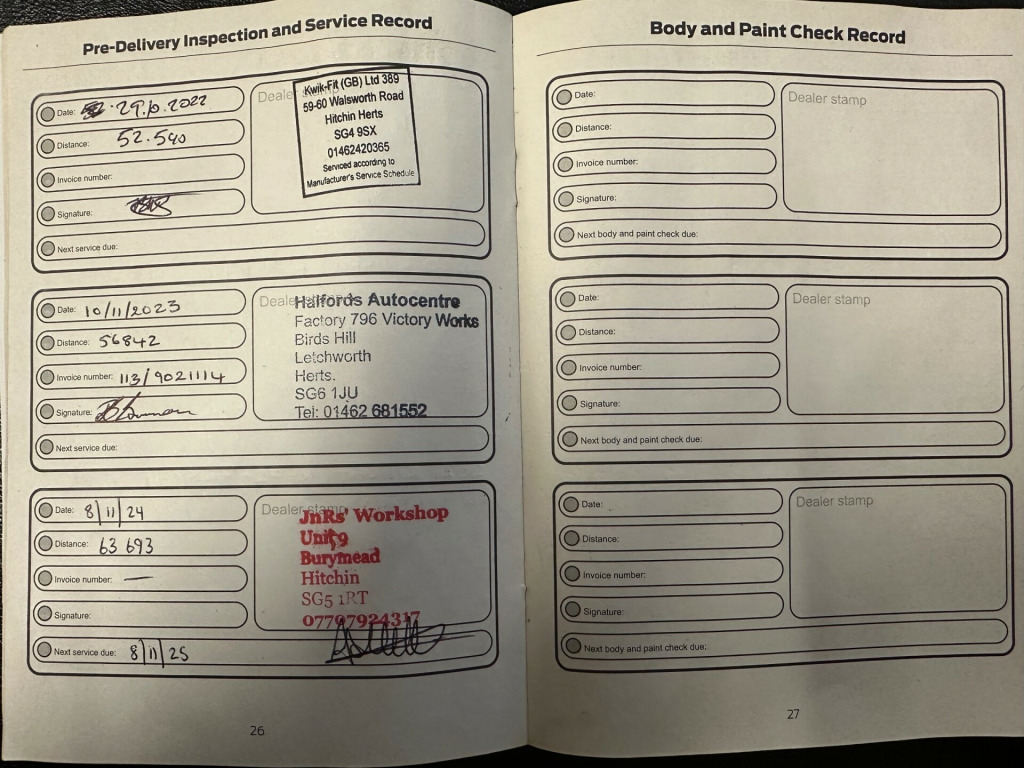 Pre-Delivery Inspection and Service Record
Date: 29.6.2022
Distance: 52.540
Invoice number:
Signature:
Next service due:
Dealer stamp
Kwik-Fit (GB) Ltd 389
59-60 Walsworth Road
Hitchin Herts
SG4 9SX
01462420365
Serviced according to
Manufacturer's Service Schedule
Date: 10/11/2023
Distance: 56842
Invoice number: 113/9021114
Signature:
Next service due:
Dealer stamp
Halfords Autocentre
Factory 796 Victory Works
Birds Hill
Letchworth
Herts.
SG6 1JU
Tel: 01462 681552
Date: 8/11/24
Distance: 63 693
Invoice number: —
Signature:
Next service due: 8/11/25
Dealer stamp
JnRs' Workshop
Unit 9
Burymead
Hitchin
SG5 1RT
07797924317
26
Body and Paint Check Record
Date:
Distance:
Invoice number:
Signature:
Next body and paint check due:
Dealer stamp
Date:
Distance:
Invoice number:
Signature:
Next body and paint check due:
Dealer stamp
Date:
Distance:
Invoice number:
Signature:
Next body and paint check due:
Dealer stamp
27